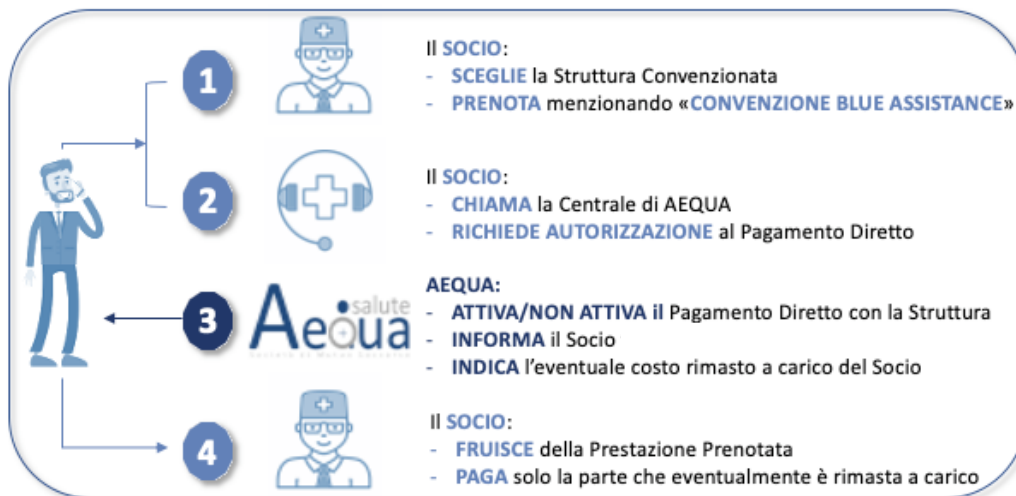 1
Il SOCIO:
- SCEGLIE la Struttura Convenzionata
- PRENOTA menzionando «CONVENZIONE BLUE ASSISTANCE»
2
Il SOCIO:
- CHIAMA la Centrale di AEQUA
- RICHIEDE AUTORIZZAZIONE al Pagamento Diretto
3
Aequa salute
AEQUA:
- ATTIVA/NON ATTIVA il Pagamento Diretto con la Struttura
- INFORMA il Socio
- INDICA l’eventuale costo rimasto a carico del Socio
4
Il SOCIO:
- FRUISCE della Prestazione Prenotata
- PAGA solo la parte che eventualmente è rimasta a carico